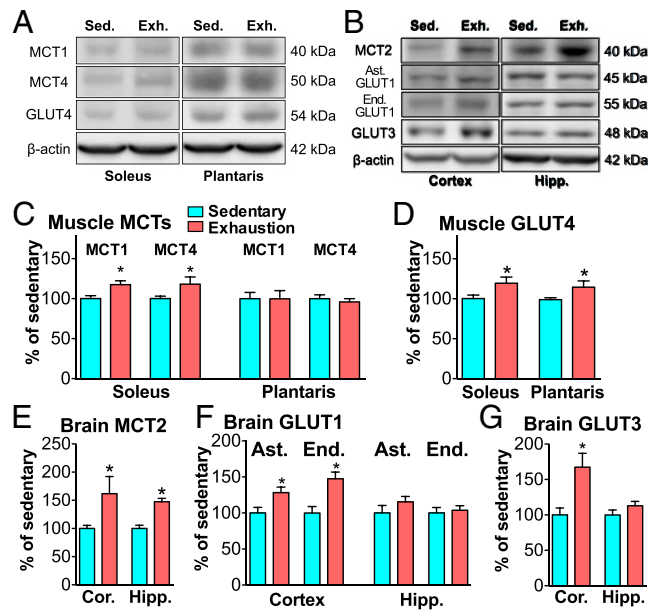 A
Sed. Exh. Sed. Exh.
MCT1 40 kDa
MCT4 50 kDa
GLUT4 54 kDa
β-actin 42 kDa
Soleus Plantaris
B
Sed. Exh. Sed. Exh.
MCT2 40 kDa
Ast.
GLUT1 45 kDa
End.
GLUT1 55 kDa
GLUT3 48 kDa
β-actin 42 kDa
Cortex Hipp.
C Muscle MCTs
Sedentary
Exhaustion
% of sedentary
150
100
50
0
MCT1 MCT4 MCT1 MCT4
* *
Soleus Plantaris
D Muscle GLUT4
% of sedentary
150
100
50
0
* *
Soleus Plantaris
E Brain MCT2
% of sedentary
250
200
150
100
50
0
* *
Cor. Hipp.
F Brain GLUT1
% of sedentary
200
150
100
50
0
Ast. End. Ast. End.
* *
Cortex Hipp.
G Brain GLUT3
% of sedentary
200
150
100
50
0
*
Cor. Hipp.